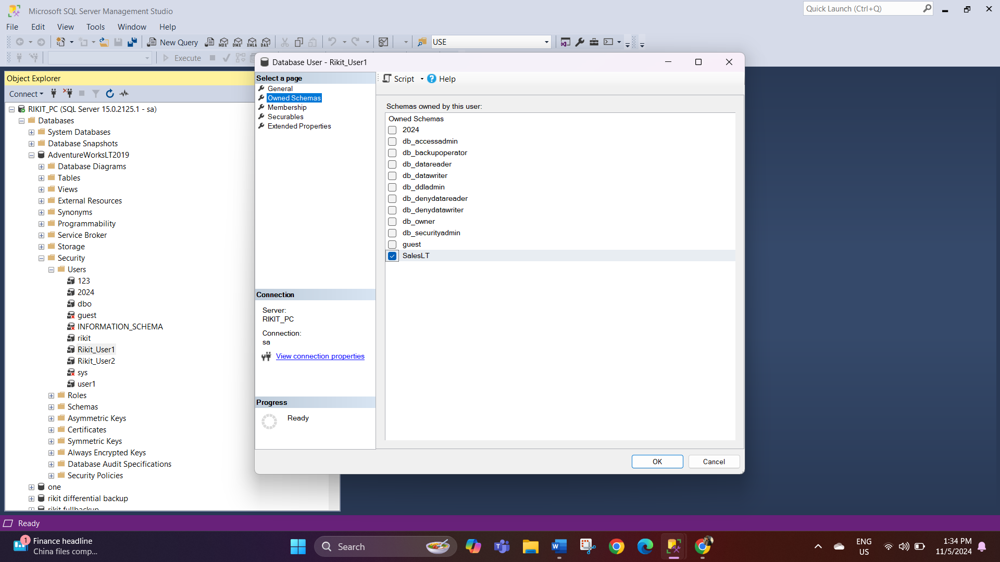 Microsoft SQL Server Management Studio
Quick Launch (Ctrl+Q)
File Edit View Tools Window Help
New Query MDX DMX XMLA DAX USE
Execute
Object Explorer
Connect
RIKIT_PC (SQL Server 15.0.2125.1 - sa)
Databases
System Databases
Database Snapshots
AdventureWorksLT2019
Database Diagrams
Tables
Views
External Resources
Synonyms
Programmability
Service Broker
Storage
Security
Users
123
2024
dbo
guest
INFORMATION_SCHEMA
rikit
Rikit_User1
Rikit_User2
sys
user1
Roles
Schemas
Asymmetric Keys
Certificates
Symmetric Keys
Always Encrypted Keys
Database Audit Specifications
Security Policies
one
rikit differential backup
rikit fullbackup
Database User - Rikit_User1
Select a page
General
Owned Schemas
Membership
Securables
Extended Properties
Connection
Server:
RIKIT_PC
Connection:
sa
View connection properties
Progress
Ready
Script Help
Schemas owned by this user:
Owned Schemas
2024
db_accessadmin
db_backupoperator
db_datareader
db_datawriter
db_ddladmin
db_denydatareader
db_denydatawriter
db_owner
db_securityadmin
guest
SalesLT
OK Cancel
Ready
1
Finance headline
China files comp...
Search
ENG
US
1:34 PM
11/5/2024